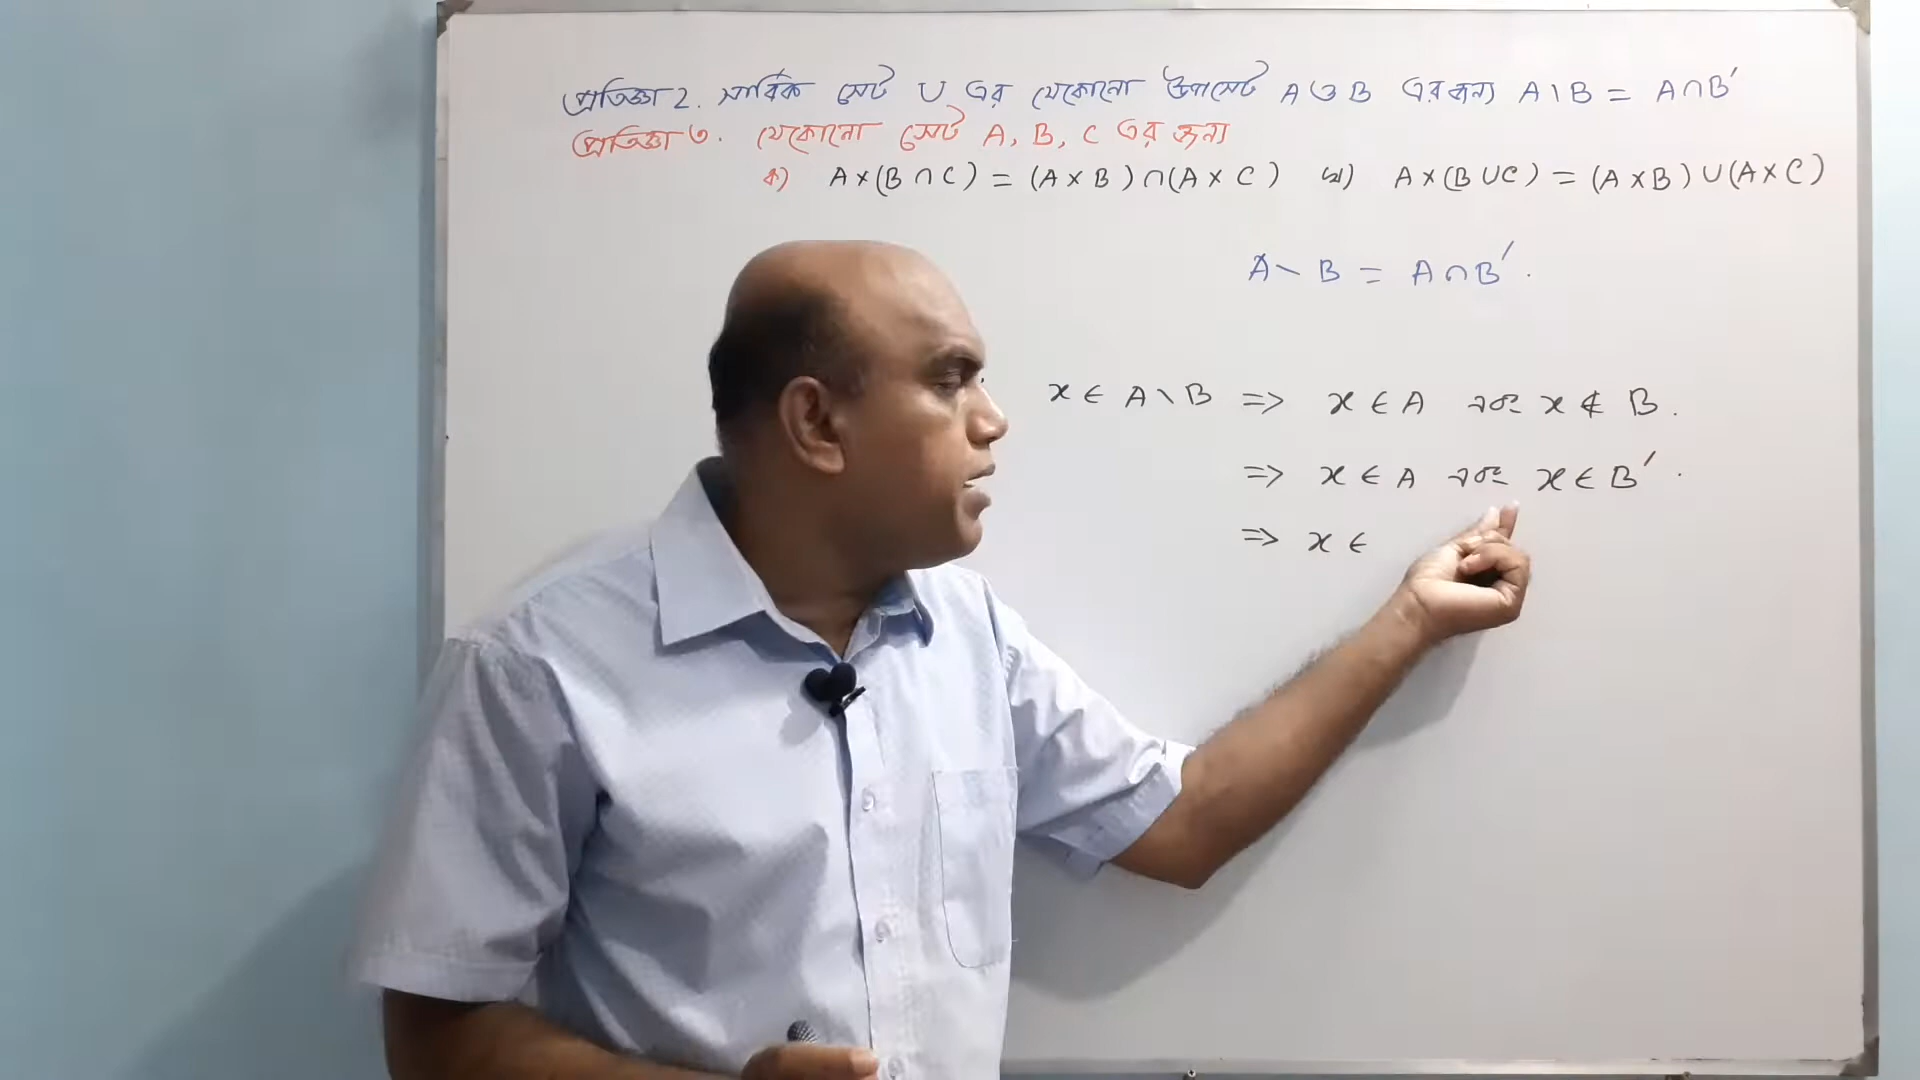 প্রতিজ্ঞা 2. সার্বিক সেট U এর যেকোনো উপসেট A ও B এর জন্য A \ B = A ∩ B′
প্রতিজ্ঞা ৩. যেকোনো সেট A, B, C এর জন্য
ক) A × (B ∩ C) = (A × B) ∩ (A × C) খ) A × (B ∪ C) = (A × B) ∪ (A × C)
A \ B = A ∩ B′.
x ∈ A \ B => x ∈ A এবং x ∉ B.
=> x ∈ A এবং x ∈ B′.
=> x ∈